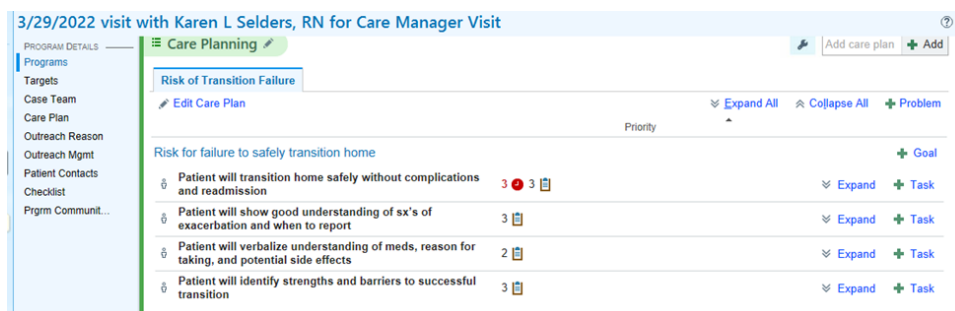 3/29/2022 visit with Karen L Selders, RN for Care Manager Visit
PROGRAM DETAILS
Programs
Targets
Case Team
Care Plan
Outreach Reason
Outreach Mgmt
Patient Contacts
Checklist
Prgrm Communit...
Care Planning
Add care plan
Add
Risk of Transition Failure
Edit Care Plan
Expand All
Collapse All
Problem
Priority
Risk for failure to safely transition home
Goal
Patient will transition home safely without complications
and readmission
3 3
Expand
Task
Patient will show good understanding of sx's of
exacerbation and when to report
3
Expand
Task
Patient will verbalize understanding of meds, reason for
taking, and potential side effects
2
Expand
Task
Patient will identify strengths and barriers to successful
transition
3
Expand
Task